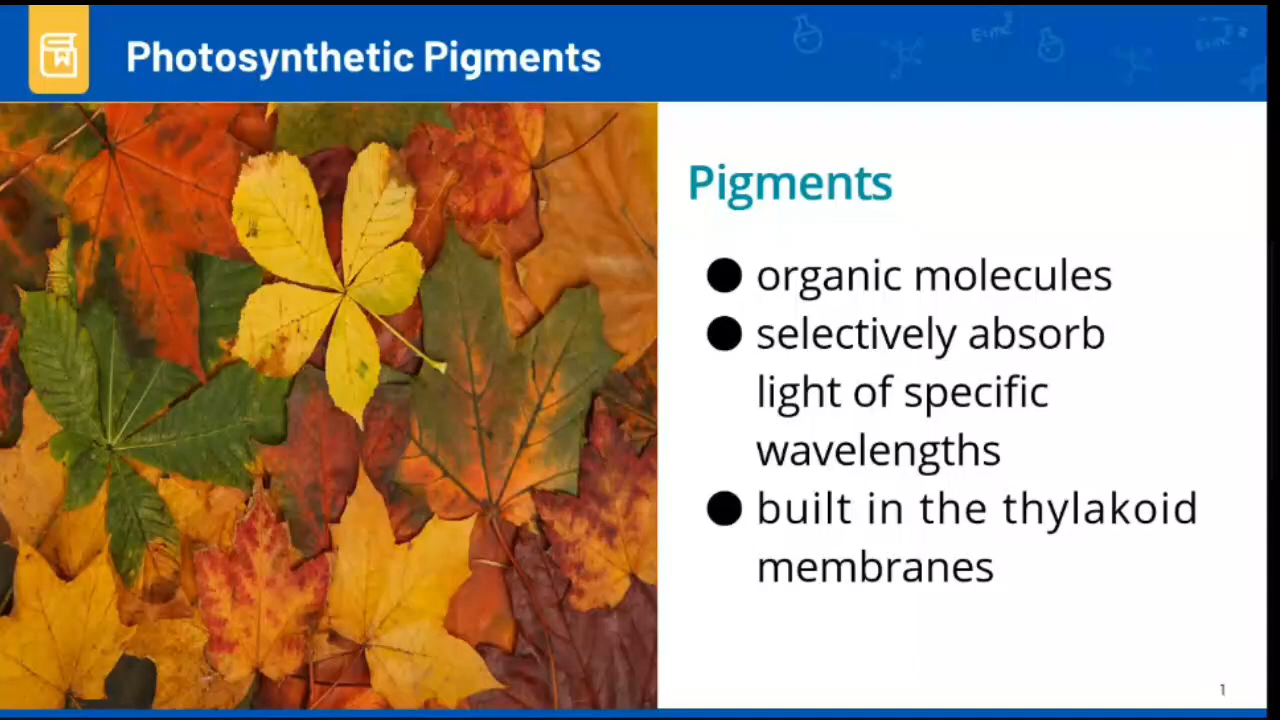 Photosynthetic Pigments
Pigments
● organic molecules
● selectively absorb
light of specific
wavelengths
● built in the thylakoid
membranes
1